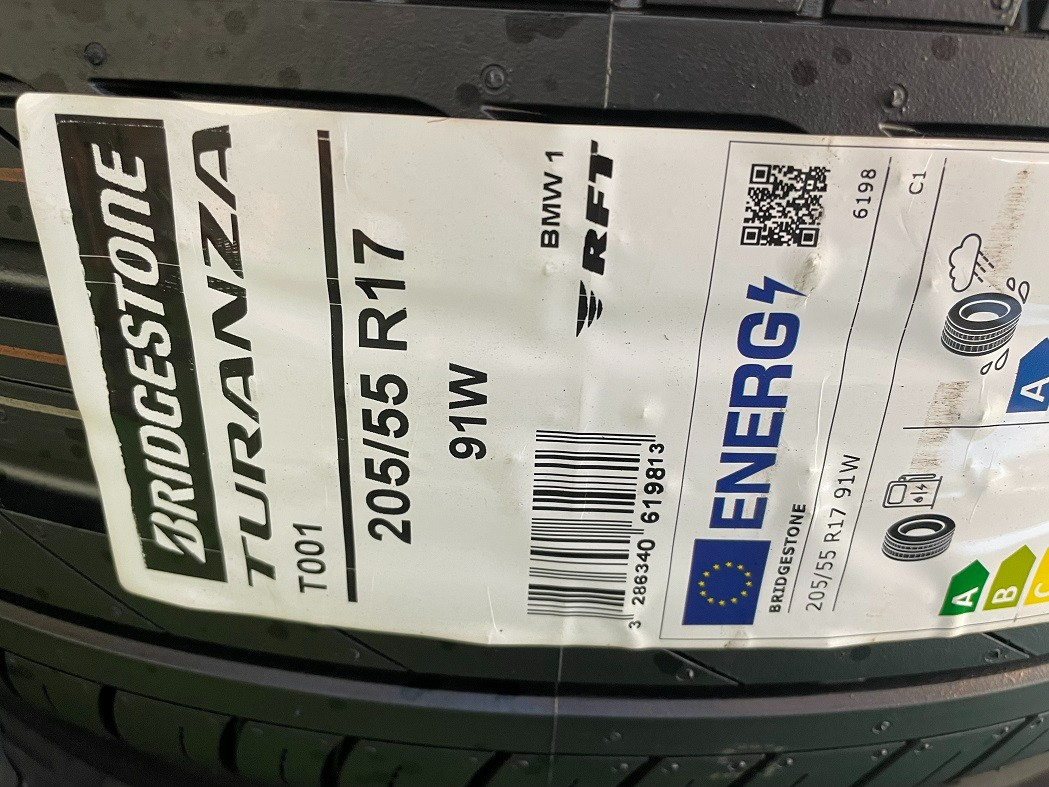 BRIDGESTONE
TURANZA
T001
205/55 R17
91W
BMW 1
RFT
3 286340 619813
ENERG
BRIDGESTONE
6198
205/55 R17 91W
C1
A
B
C
A